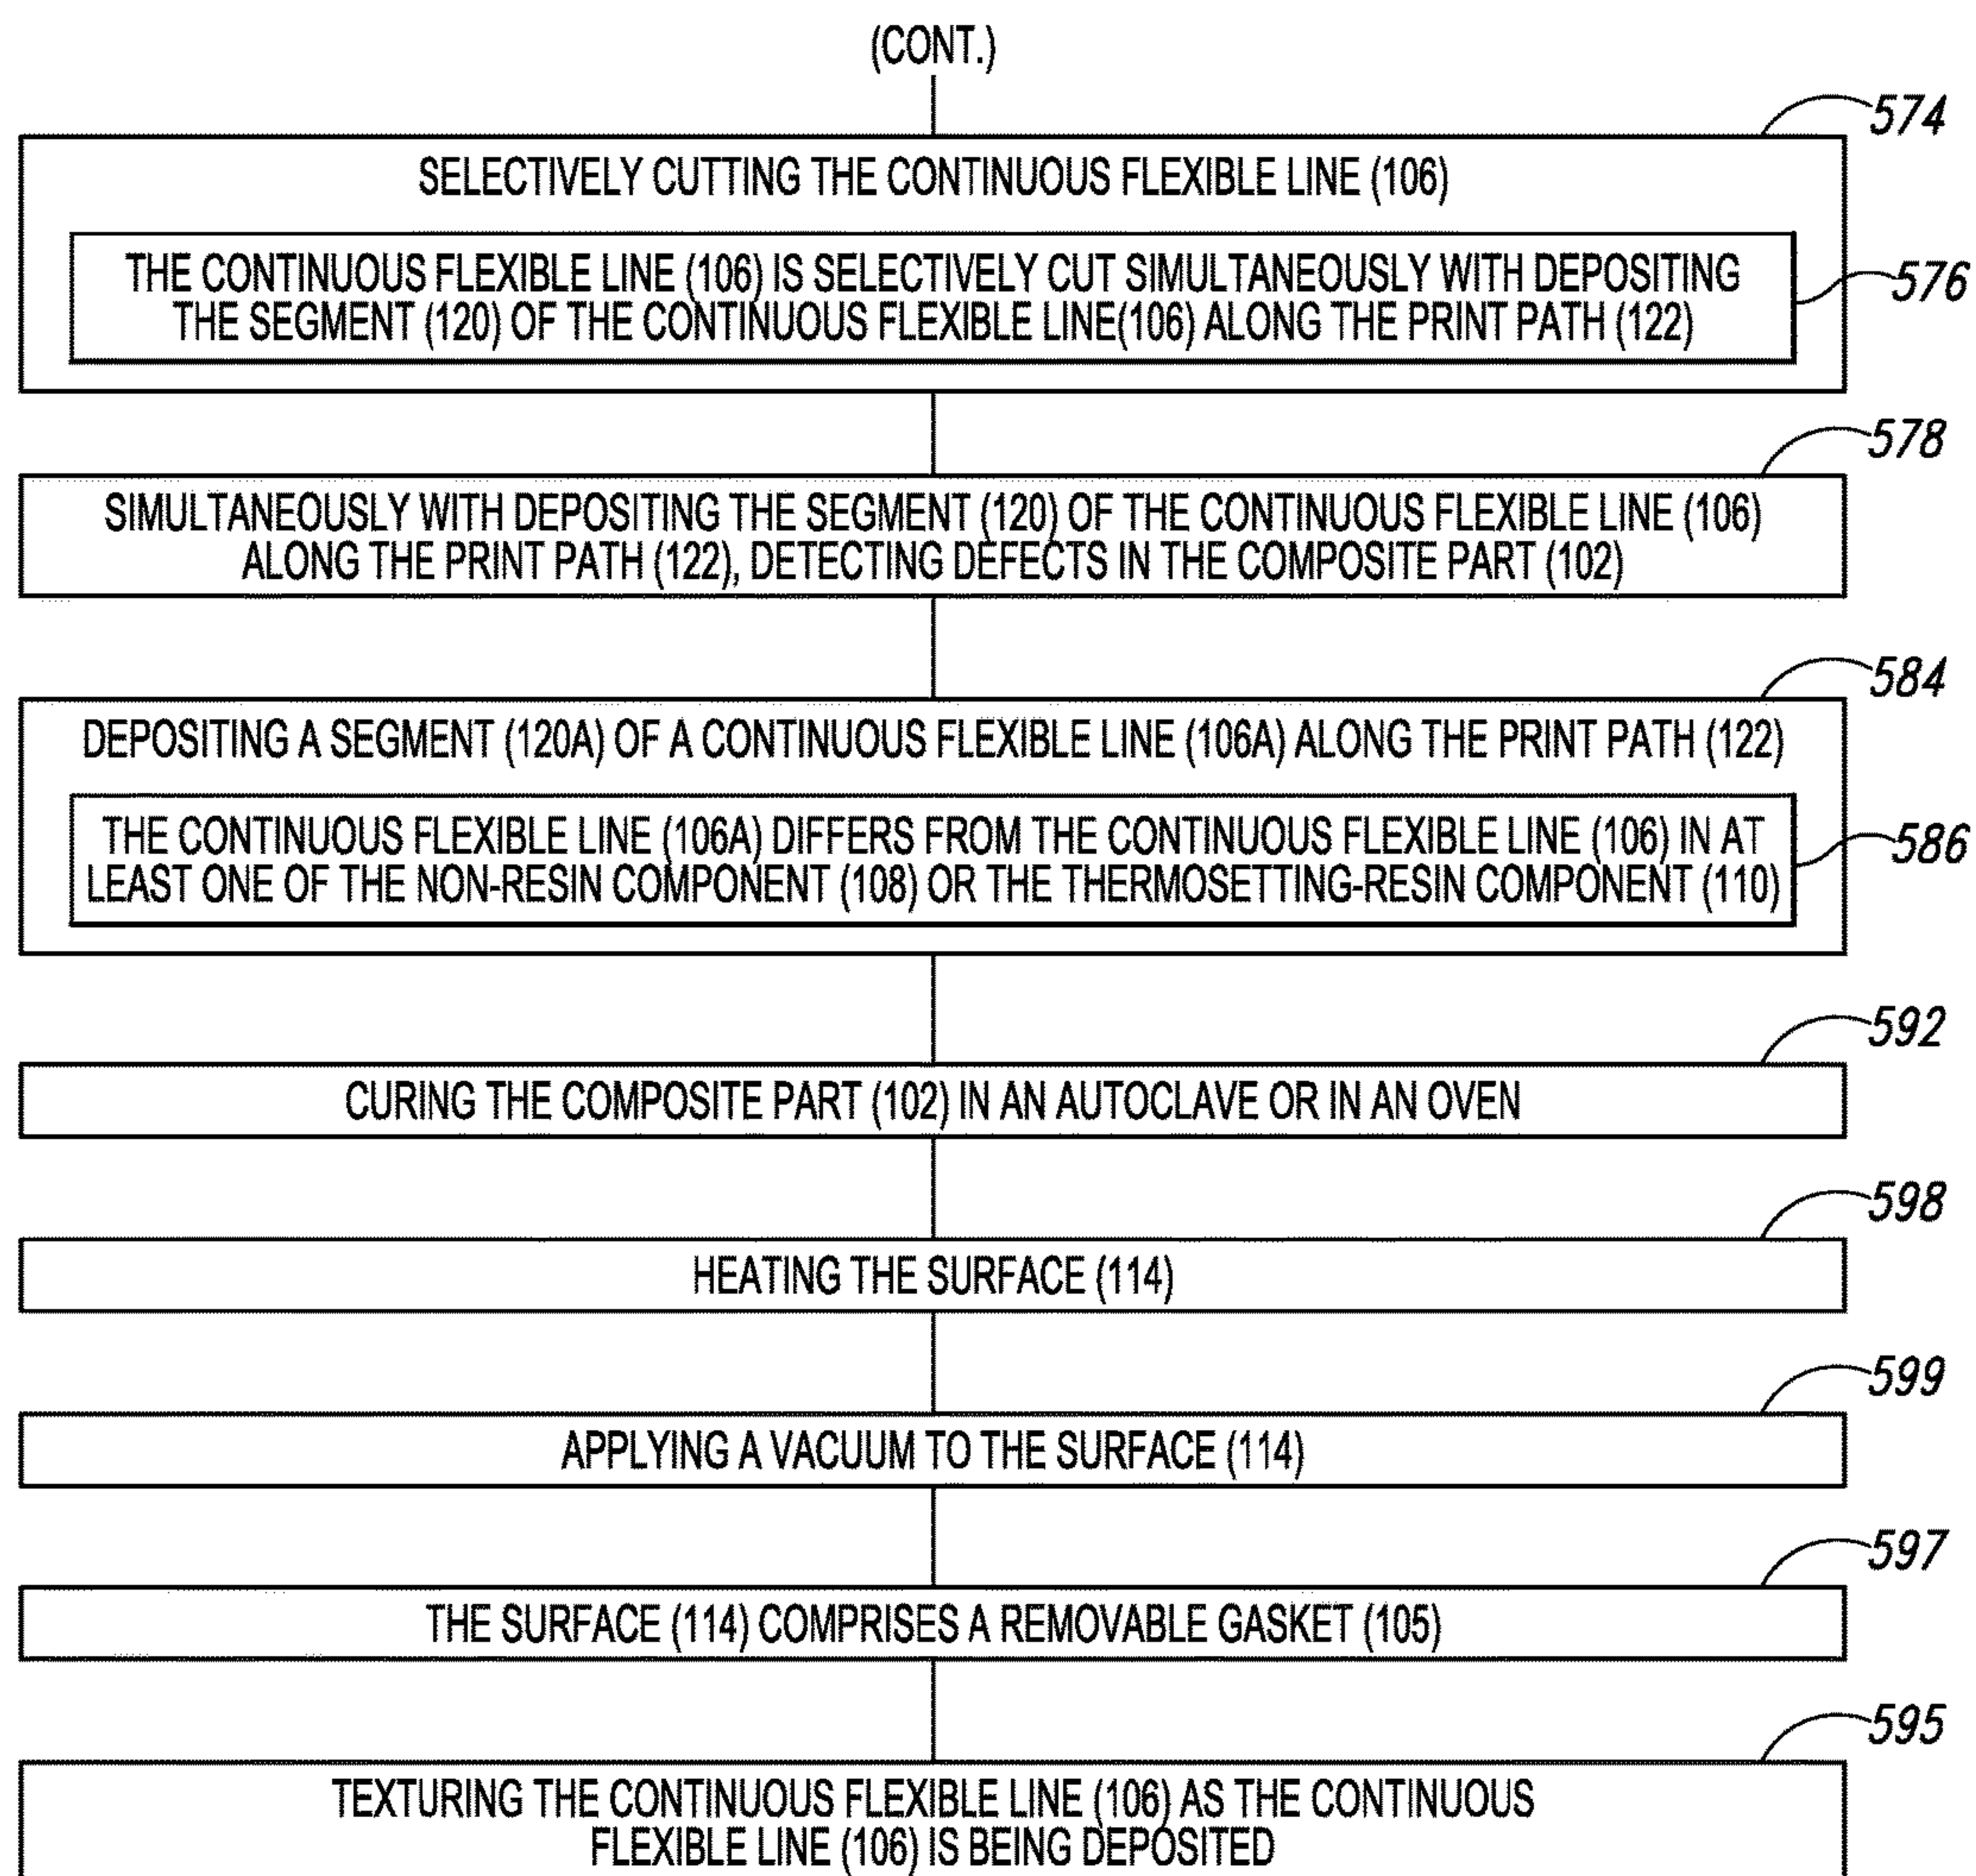 (CONT.)
574
SELECTIVELY CUTTING THE CONTINUOUS FLEXIBLE LINE (106)
THE CONTINUOUS FLEXIBLE LINE (106) IS SELECTIVELY CUT SIMULTANEOUSLY WITH DEPOSITING
THE SEGMENT (120) OF THE CONTINUOUS FLEXIBLE LINE(106) ALONG THE PRINT PATH (122)
576
578
SIMULTANEOUSLY WITH DEPOSITING THE SEGMENT (120) OF THE CONTINUOUS FLEXIBLE LINE (106)
ALONG THE PRINT PATH (122), DETECTING DEFECTS IN THE COMPOSITE PART (102)
584
DEPOSITING A SEGMENT (120A) OF A CONTINUOUS FLEXIBLE LINE (106A) ALONG THE PRINT PATH (122)
THE CONTINUOUS FLEXIBLE LINE (106A) DIFFERS FROM THE CONTINUOUS FLEXIBLE LINE (106) IN AT
LEAST ONE OF THE NON-RESIN COMPONENT (108) OR THE THERMOSETTING-RESIN COMPONENT (110)
586
592
CURING THE COMPOSITE PART (102) IN AN AUTOCLAVE OR IN AN OVEN
598
HEATING THE SURFACE (114)
599
APPLYING A VACUUM TO THE SURFACE (114)
597
THE SURFACE (114) COMPRISES A REMOVABLE GASKET (105)
595
TEXTURING THE CONTINUOUS FLEXIBLE LINE (106) AS THE CONTINUOUS
FLEXIBLE LINE (106) IS BEING DEPOSITED